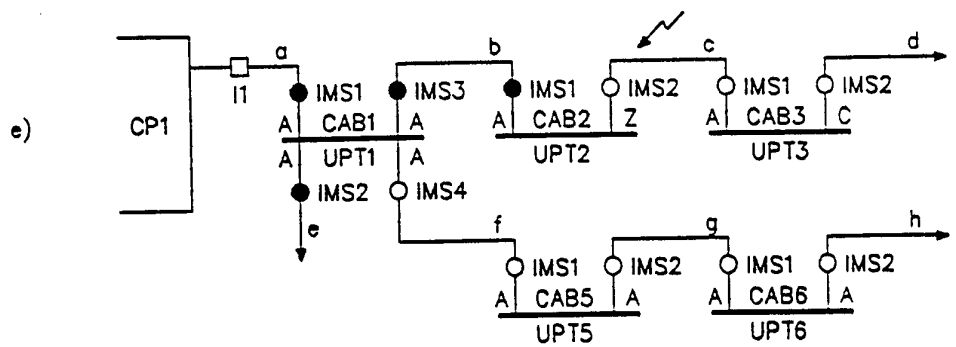 e)
CP1
I1
a
b
c
d
IMS1
IMS3
IMS1
IMS2
IMS1
IMS2
A CAB1 A
A CAB2 Z
A CAB3 C
A UPT1 A
UPT2
UPT3
IMS2
IMS4
e
f
g
h
IMS1
IMS2
IMS1
IMS2
A CAB5 A
A CAB6 A
UPT5
UPT6